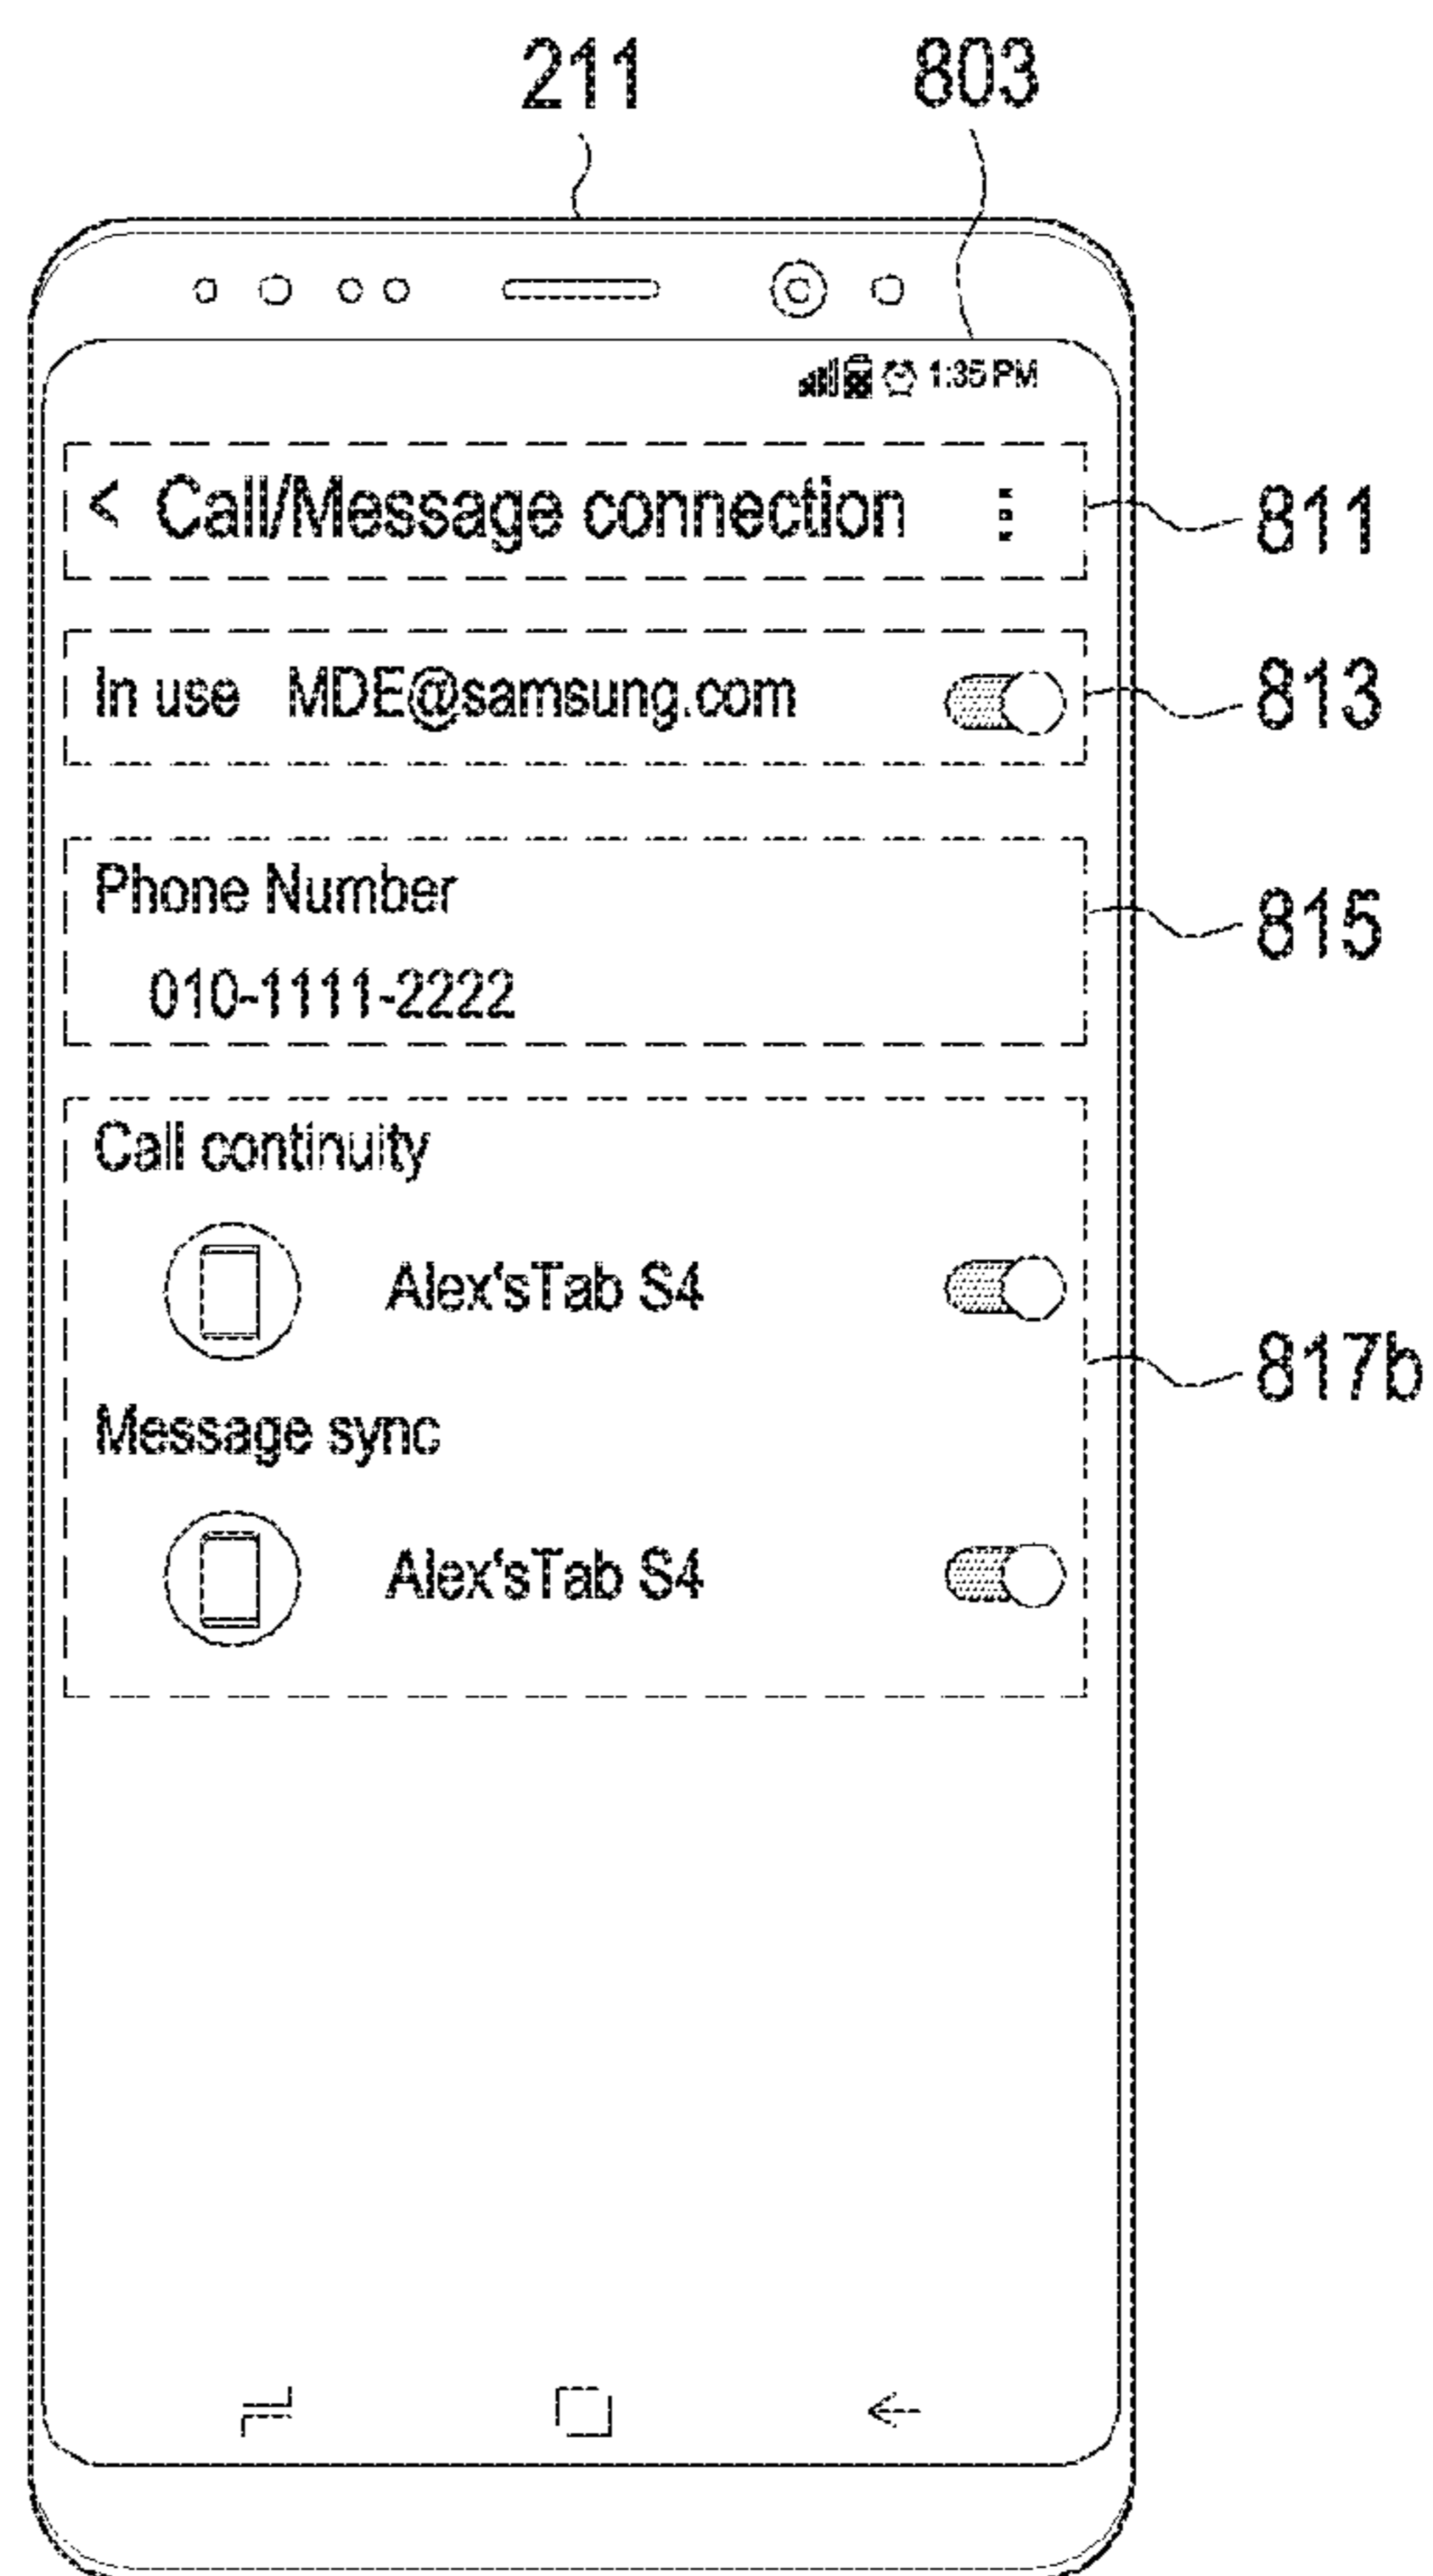 211 803
1:35 PM
< Call/Message connection 811
In use MDE@samsung.com 813
Phone Number
815
010-1111-2222
Call continuity
Alex'sTab S4
817b
Message sync
Alex'sTab S4